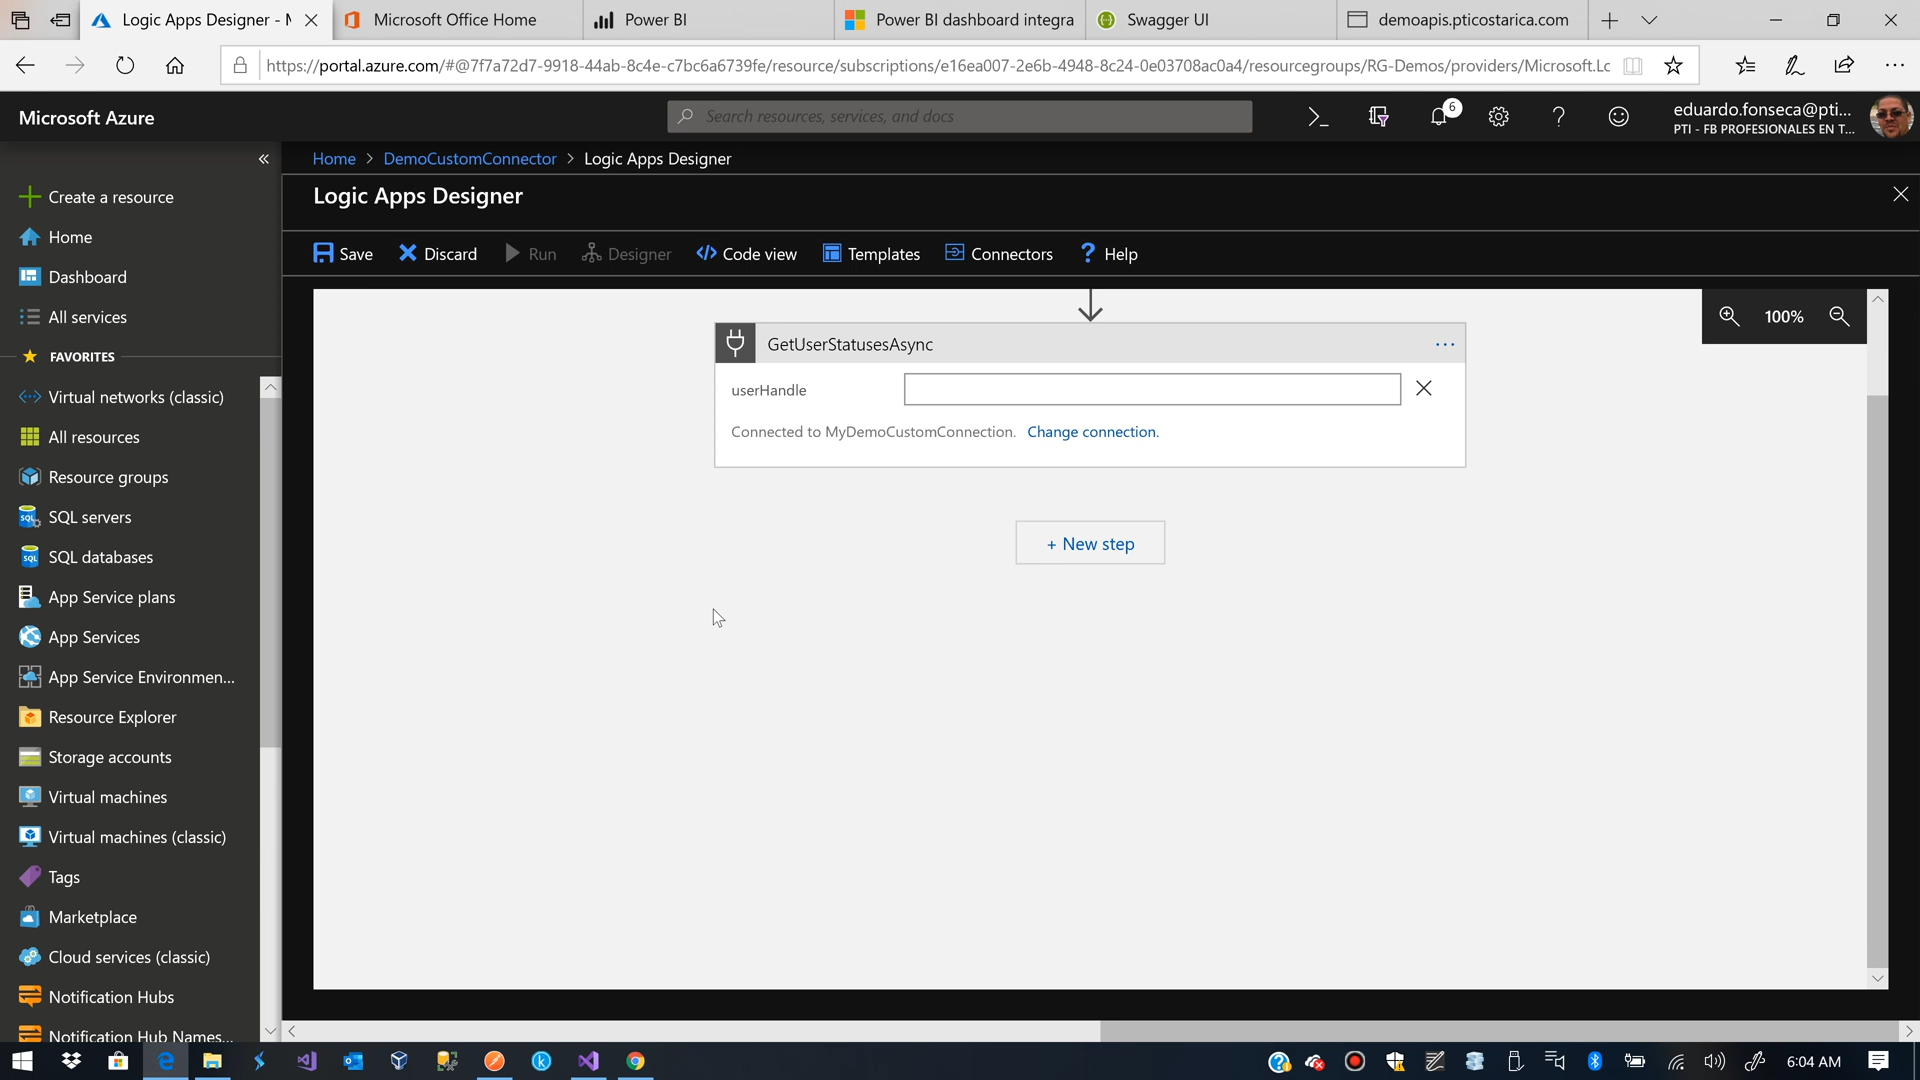 Logic Apps Designer - M
Microsoft Office Home
Power BI
Power BI dashboard integra
Swagger UI
demoapis.pticostarica.com
https://portal.azure.com/#@7f7a72d7-9918-44ab-8c4e-c7bc6a6739fe/resource/subscriptions/e16ea007-2e6b-4948-8c24-0e03708ac0a4/resourcegroups/RG-Demos/providers/Microsoft.Lo
Microsoft Azure
Search resources, services, and docs
6
eduardo.fonseca@pti...
PTI - FB PROFESIONALES EN T...
Home > DemoCustomConnector > Logic Apps Designer
Logic Apps Designer
Save
Discard
Run
Designer
Code view
Templates
Connectors
Help
Create a resource
Home
Dashboard
All services
FAVORITES
Virtual networks (classic)
All resources
Resource groups
SQL servers
SQL databases
App Service plans
App Services
App Service Environmen...
Resource Explorer
Storage accounts
Virtual machines
Virtual machines (classic)
Tags
Marketplace
Cloud services (classic)
Notification Hubs
Notification Hub Names...
100%
GetUserStatusesAsync
userHandle
Connected to MyDemoCustomConnection. Change connection.
+ New step
6:04 AM